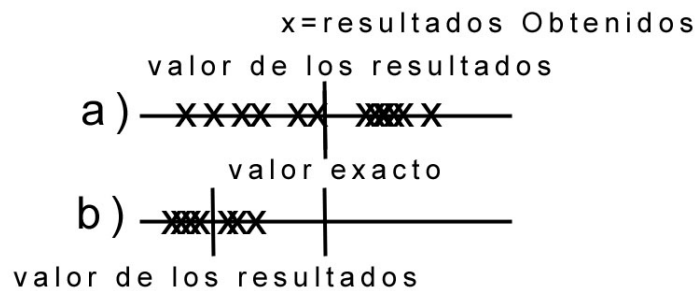 x=resultados Obtenidos
valor de los resultados
a) X X X X X X X X X X X X
valor exacto
b) X X X X X X X X
valor de los resultados